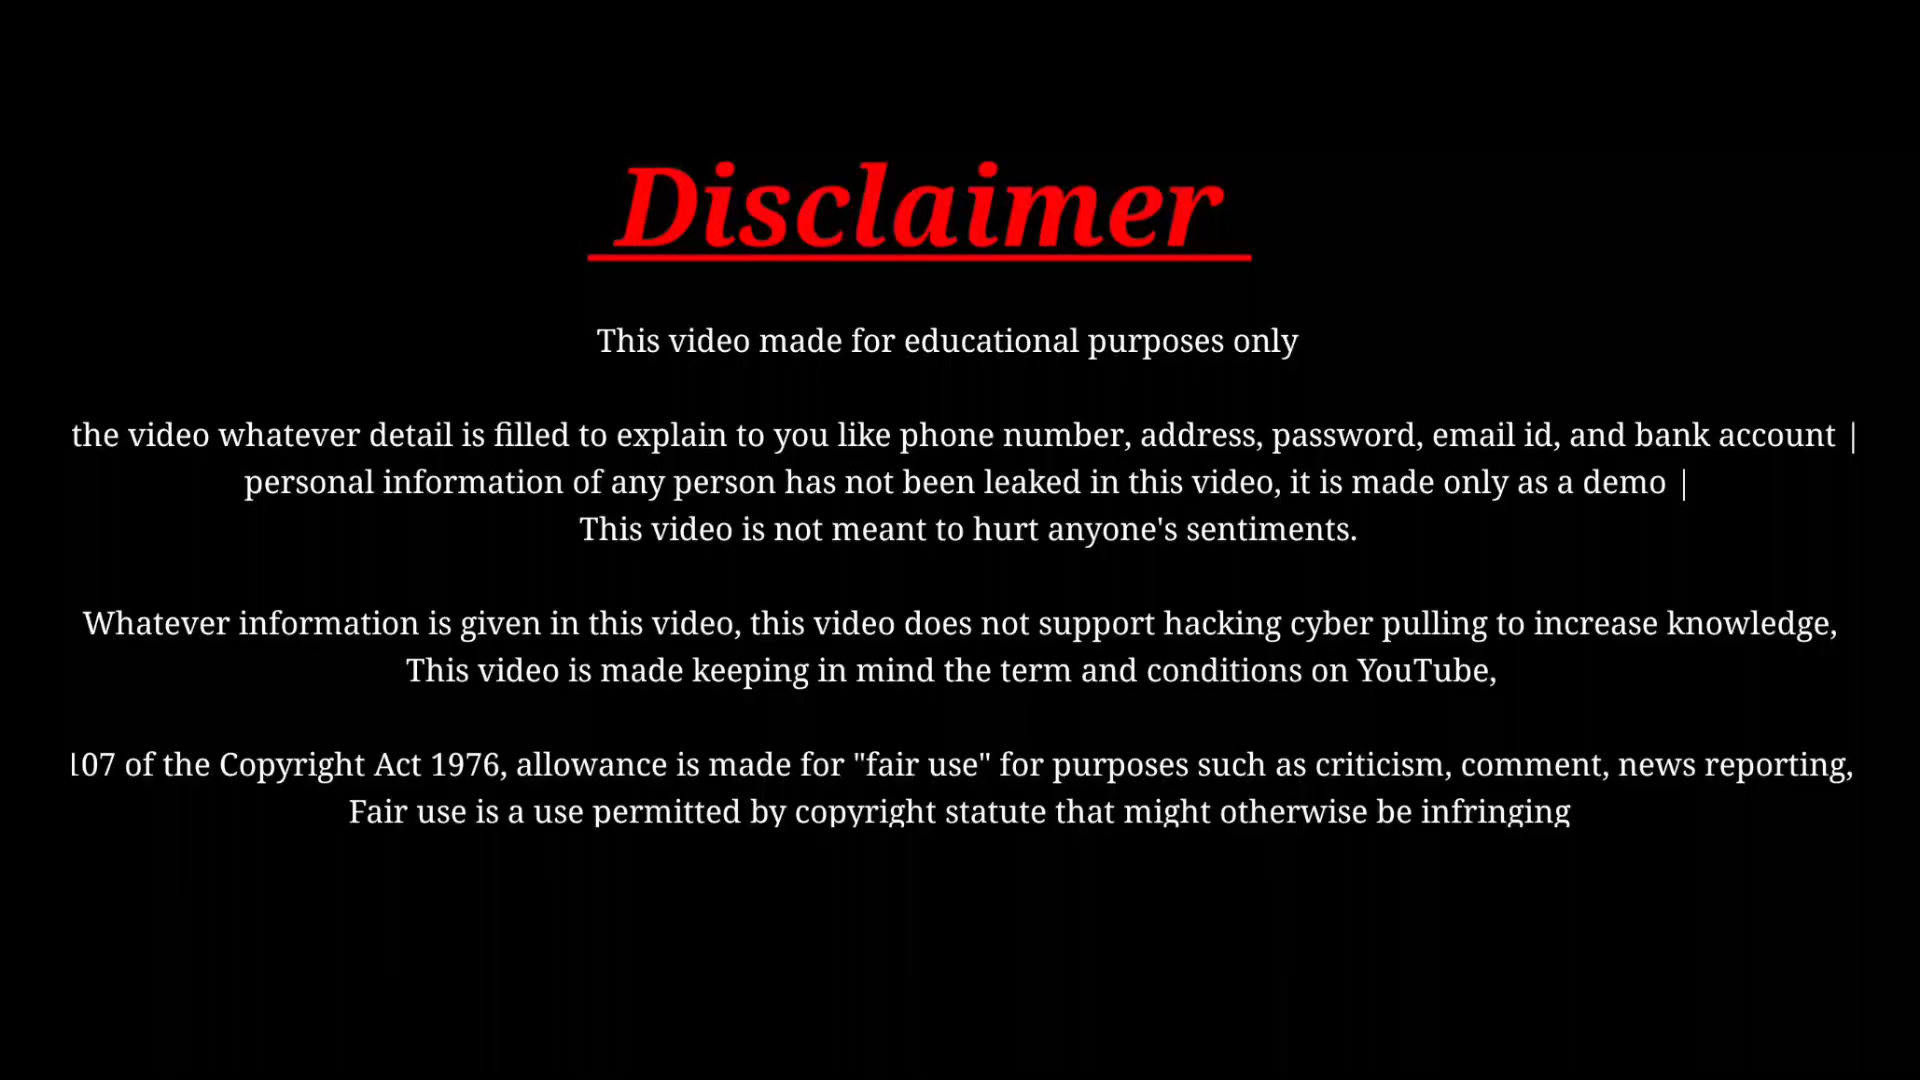 Disclaimer
This video made for educational purposes only
the video whatever detail is filled to explain to you like phone number, address, password, email id, and bank account |
personal information of any person has not been leaked in this video, it is made only as a demo |
This video is not meant to hurt anyone's sentiments.
Whatever information is given in this video, this video does not support hacking cyber pulling to increase knowledge,
This video is made keeping in mind the term and conditions on YouTube,
107 of the Copyright Act 1976, allowance is made for "fair use" for purposes such as criticism, comment, news reporting,
Fair use is a use permitted by copyright statute that might otherwise be infringing